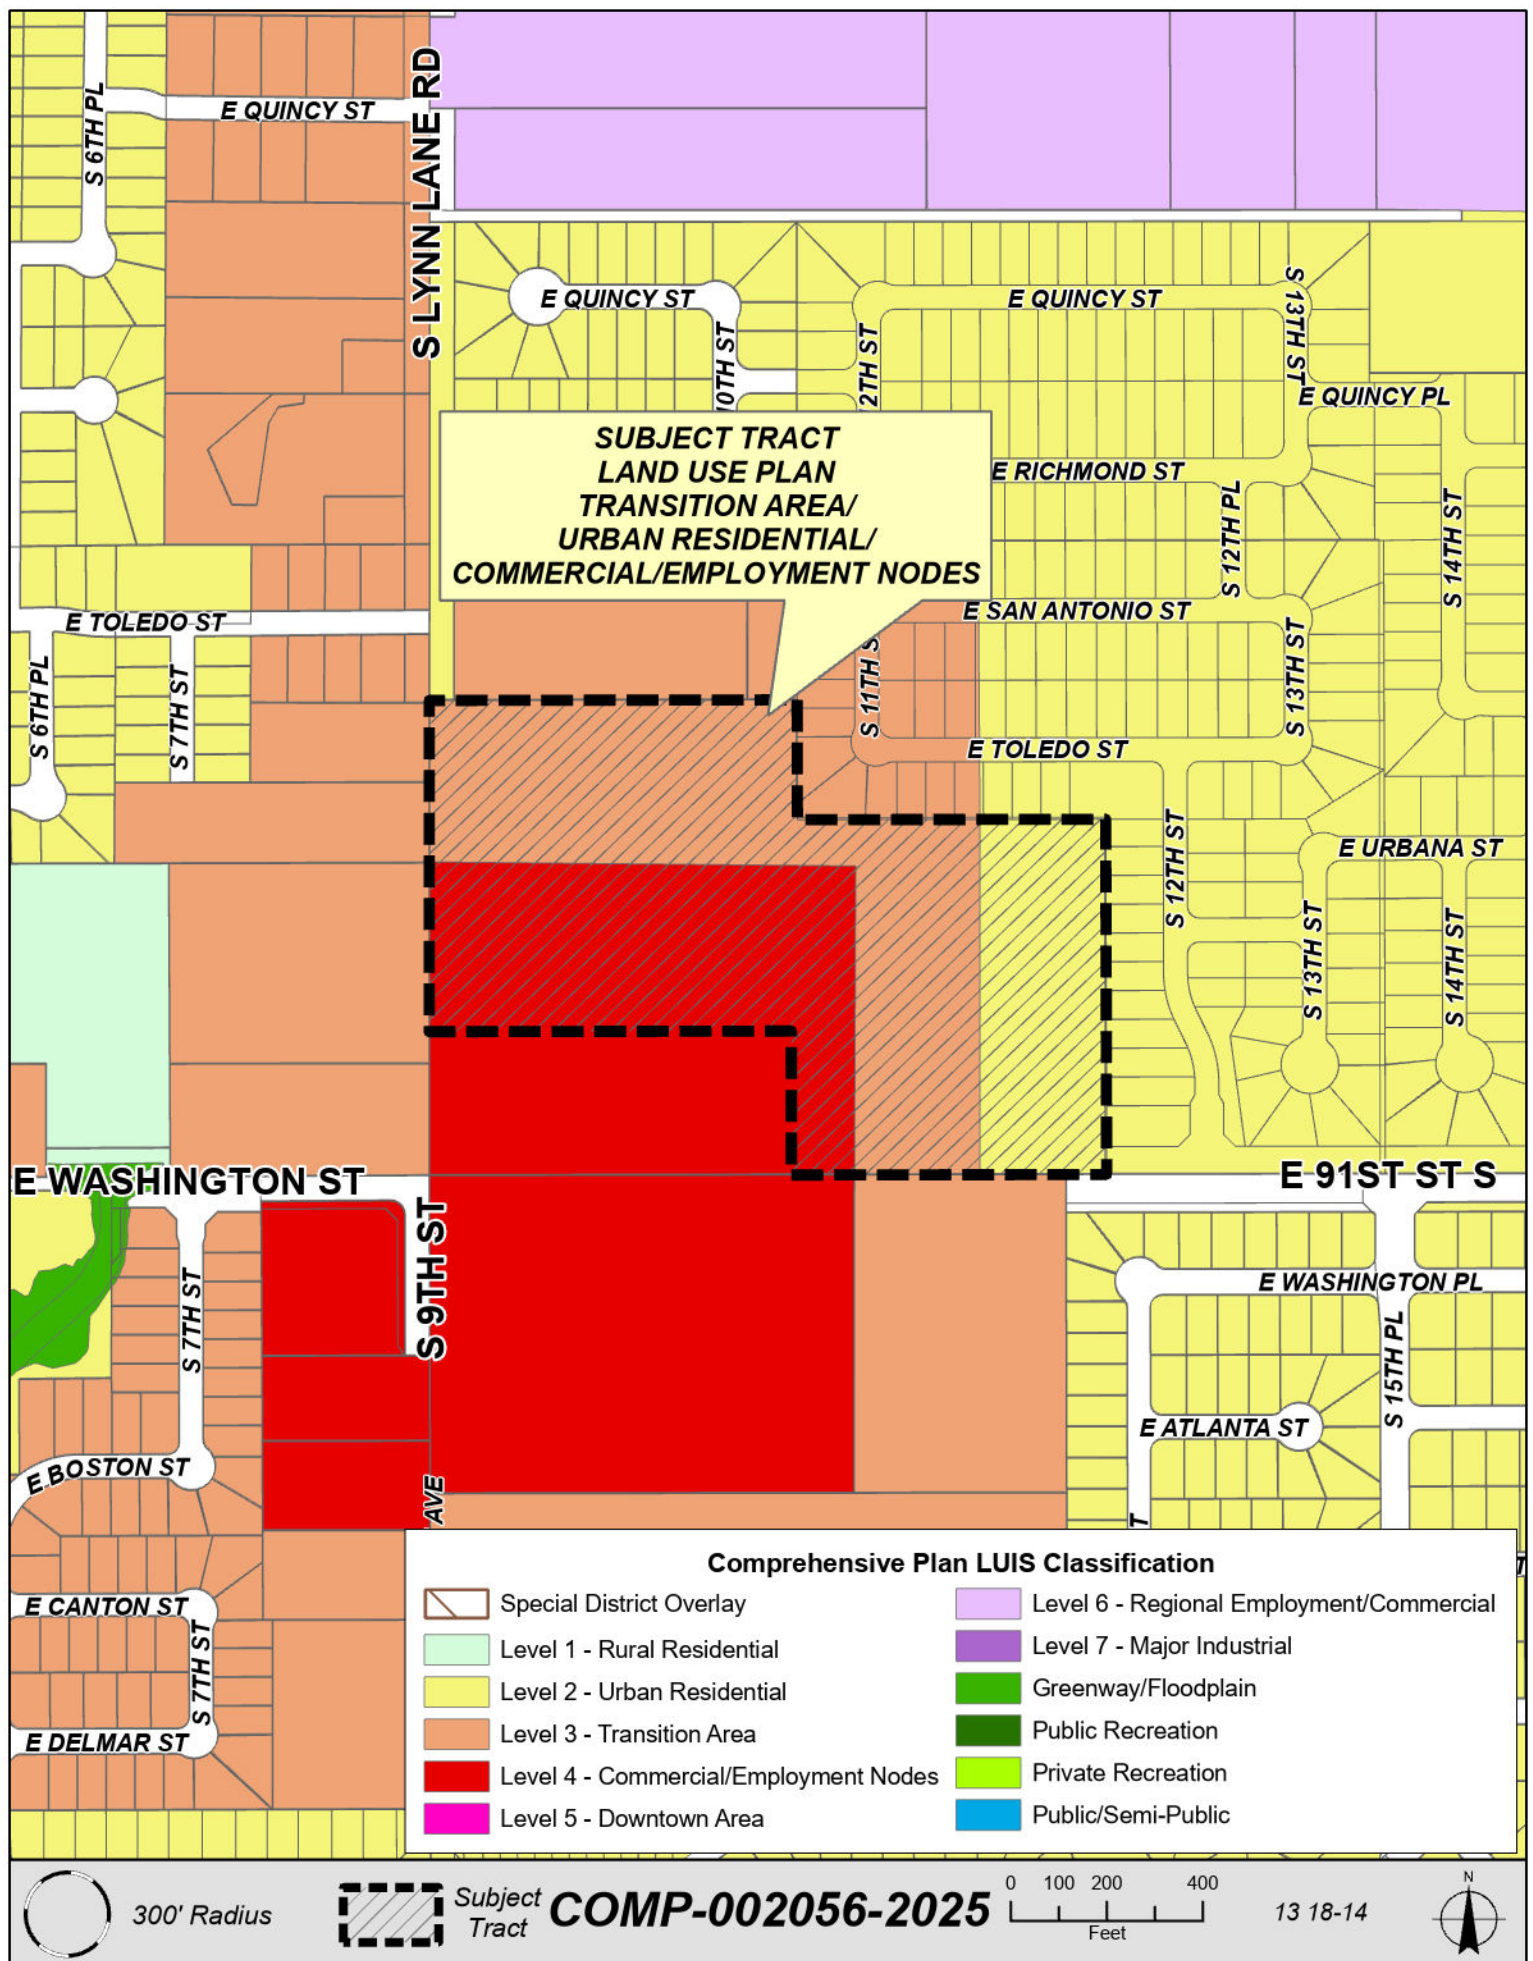 E QUINCY ST
S 6TH PL
S LYNN LANE RD
E QUINCY ST
10TH ST
12TH ST
E QUINCY ST
S 13TH ST
E QUINCY PL
SUBJECT TRACT
LAND USE PLAN
TRANSITION AREA/
URBAN RESIDENTIAL/
COMMERCIAL/EMPLOYMENT NODES
E RICHMOND ST
S 12TH PL
S 14TH ST
E SAN ANTONIO ST
E TOLEDO ST
S 6TH PL
S 7TH ST
S 11TH S
S 13TH ST
E TOLEDO ST
S 12TH ST
E URBANA ST
S 13TH ST
S 14TH ST
E WASHINGTON ST
E 91ST ST S
S 7TH ST
S 9TH ST
E WASHINGTON PL
S 15TH PL
E ATLANTA ST
E BOSTON ST
AVE
T
T
E CANTON ST
S 7TH ST
E DELMAR ST
Comprehensive Plan LUIS Classification
Special District Overlay
Level 1 - Rural Residential
Level 2 - Urban Residential
Level 3 - Transition Area
Level 4 - Commercial/Employment Nodes
Level 5 - Downtown Area
Level 6 - Regional Employment/Commercial
Level 7 - Major Industrial
Greenway/Floodplain
Public Recreation
Private Recreation
Public/Semi-Public
300' Radius
Subject
Tract
COMP-002056-2025
0 100 200 400
Feet
13 18-14
N